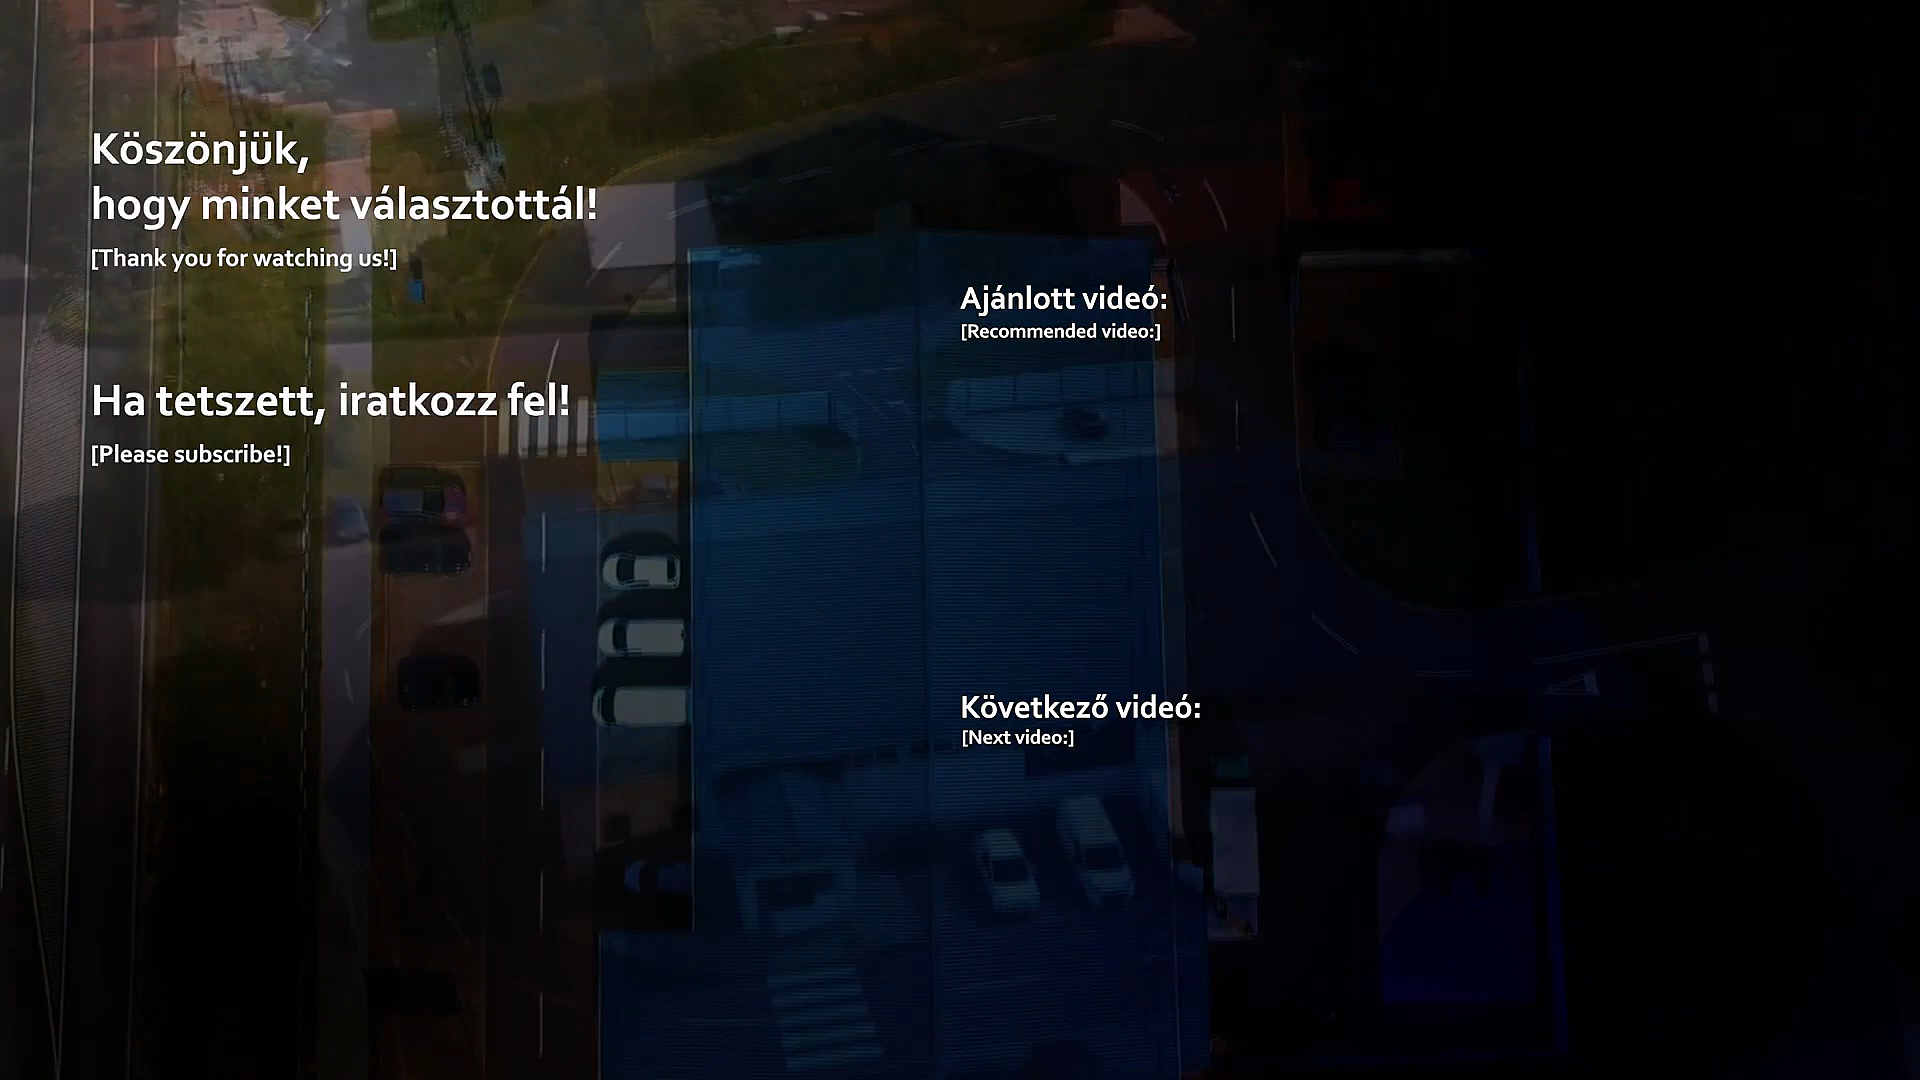 Köszönjük,
hogy minket választottál!
[Thank you for watching us!]
Ha tetszett, iratkozz fel!
[Please subscribe!]
Ajánlott videó:
[Recommended video:]
Következő videó:
[Next video:]